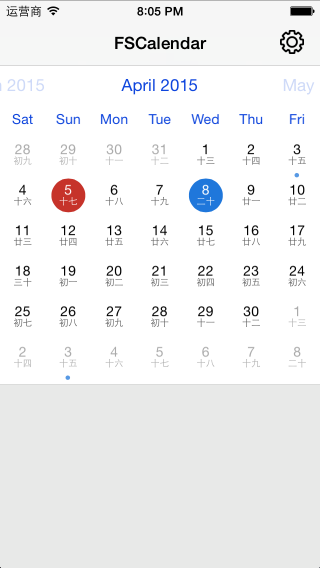 运营商 8:05 PM
FSCalendar
2015 April 2015 May
Sat Sun Mon Tue Wed Thu Fri
28 29 30 31 1 2 3
初九 初十 十一 十二 十三 十四 十五
4 5 6 7 8 9 10
十六 十七 十八 十九 二十 廿一 廿二
11 12 13 14 15 16 17
廿三 廿四 廿五 廿六 廿七 廿八 廿九
18 19 20 21 22 23 24
三十 初一 初二 初三 初四 初五 初六
25 26 27 28 29 30 1
初七 初八 初九 初十 十一 十二 十三
2 3 4 5 6 7 8
十四 十五 十六 十七 十八 十九 二十